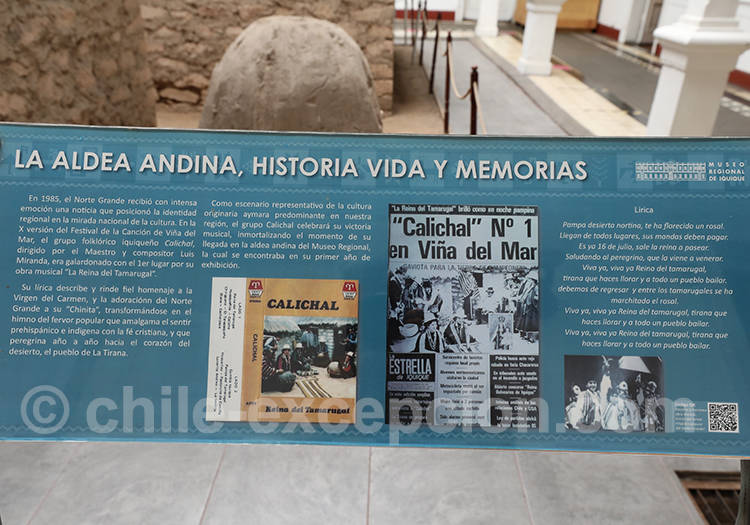 LA ALDEA ANDINA, HISTORIA VIDA Y MEMORIAS
MUSEO
REGIONAL
DE IQUIQUE
En 1985, el Norte Grande recibió con intensa
emoción una noticia que posicionó la identidad
regional en la mirada nacional de la cultura. En la
X versión del Festival de la Canción de Viña del
Mar, el grupo folklórico iquiqueño Calichal,
dirigido por el Maestro y compositor Luis
Miranda, era galardonado con el 1er lugar por su
obra musical "La Reina del Tamarugal".
Su lírica describe y rinde fiel homenaje a la
Virgen del Carmen, y la adoración del Norte
Grande a su "Chinita", transformándose en el
himno del fervor popular que amalgama el sentir
prehispánico e indígena con la fe cristiana, y que
peregrina año a año hacia el corazón del
desierto, el pueblo de La Tirana.
Como escenario representativo de la cultura
originaria aymara predominante en nuestra
región, el grupo Calichal celebrará su victoria
musical, inmortalizando el momento de su
llegada en la aldea andina del Museo Regional,
la cual se encontraba en su primer año de
exhibición.
CALICHAL
CALICHAL
Reina del Tamarugal
"La Reina del Tamarugal" brilló como en noche pampina
"Calichal" Nº 1
en Viña del Mar
GAVIOTA PARA LA
LA
ESTRELLA
DE IQUIQUE
Lirica
Pampa desierto nortina, te ha florecido un rosal.
Llegan de todos lugares, sus mandas deben pagar.
Es ya 16 de julio, sale la reina a pasear.
Saludando al peregrino, que la viene a venerar.
Viva ya, viva ya Reina del tamarugal,
tirana que haces llorar y a todo un pueblo bailar.
debemos de regresar y entre los tamarugales se ha
marchitado el rosal.
Viva ya, viva ya Reina del tamarugal, tirana que
haces llorar y a todo un pueblo bailar.
Viva ya, viva ya Reina del tamarugal, tirana que
haces llorar y a todo un pueblo bailar.
© chile-excepcion.com